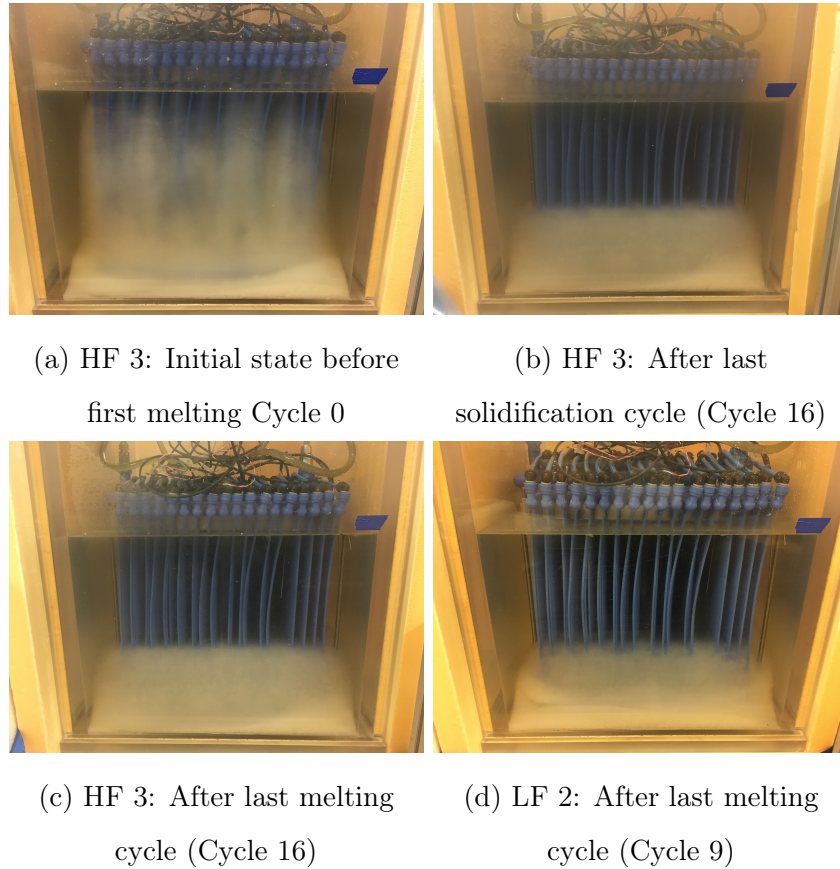 (a) HF 3: Initial state before
first melting Cycle 0
(b) HF 3: After last
solidification cycle (Cycle 16)
(c) HF 3: After last melting
cycle (Cycle 16)
(d) LF 2: After last melting
cycle (Cycle 9)